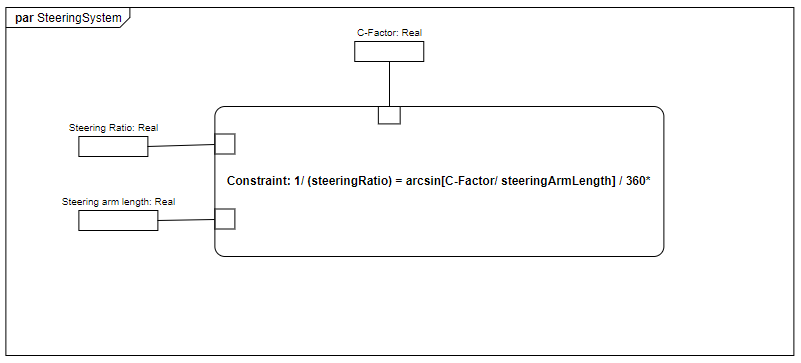 par SteeringSystem
C-Factor: Real
Steering Ratio: Real
Constraint: 1/ (steeringRatio) = arcsin[C-Factor/ steeringArmLength] / 360*
Steering arm length: Real